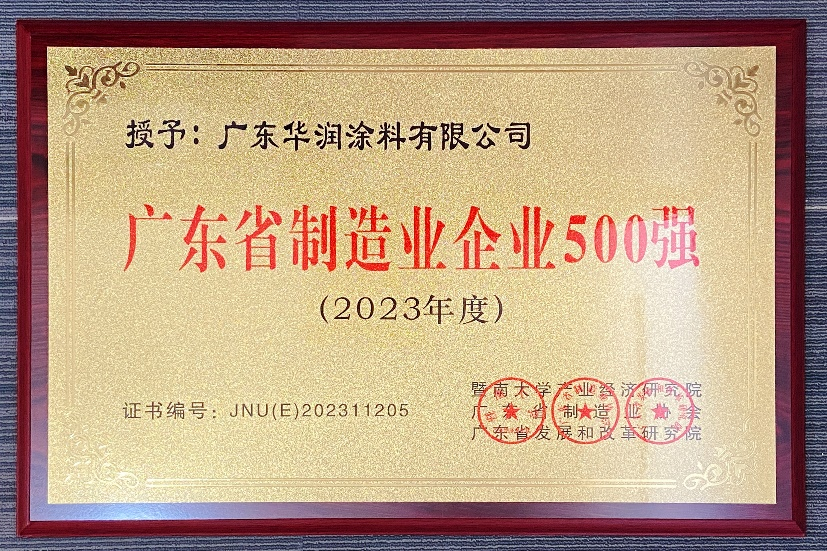 授予：广东华润涂料有限公司
广东省制造业企业500强
（2023年度）
证书编号：JNU(E)202311205
暨南大学产业经济研究院
广东省制造业协会
广东省发展和改革研究院